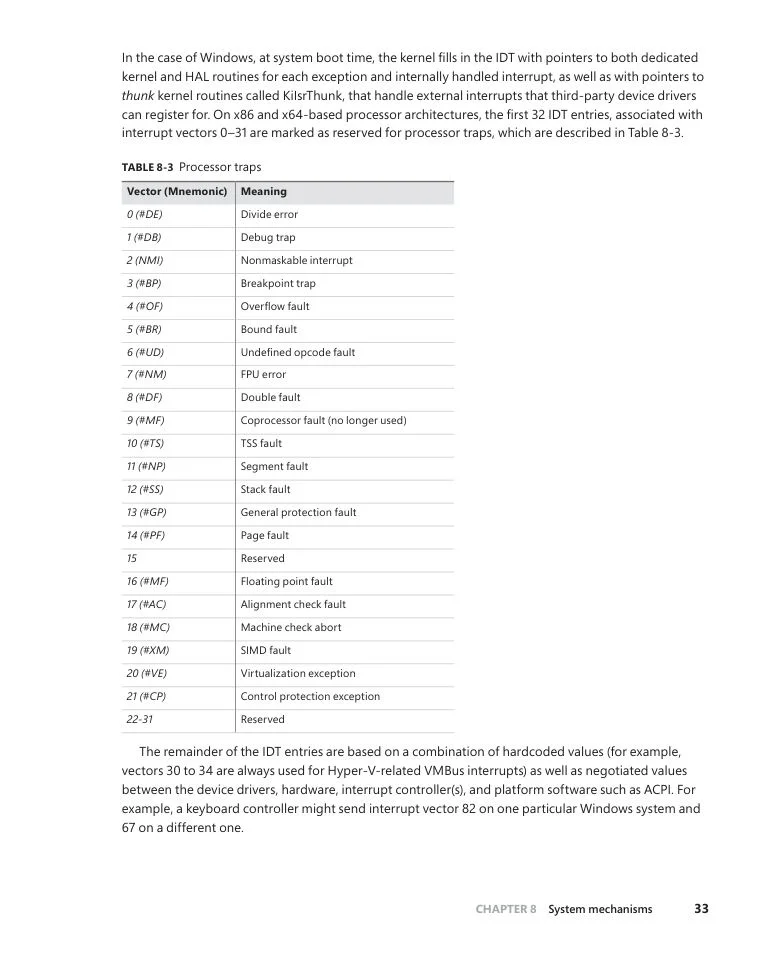 In the case of Windows, at system boot time, the kernel fills in the IDT with pointers to both dedicated
kernel and HAL routines for each exception and internally handled interrupt, as well as with pointers to
thunk kernel routines called KiIsrThunk, that handle external interrupts that third-party device drivers
can register for. On x86 and x64-based processor architectures, the first 32 IDT entries, associated with
interrupt vectors 0–31 are marked as reserved for processor traps, which are described in Table 8-3.
TABLE 8-3 Processor traps
Vector (Mnemonic) Meaning
0 (#DE) Divide error
1 (#DB) Debug trap
2 (NMI) Nonmaskable interrupt
3 (#BP) Breakpoint trap
4 (#OF) Overflow fault
5 (#BR) Bound fault
6 (#UD) Undefined opcode fault
7 (#NM) FPU error
8 (#DF) Double fault
9 (#MF) Coprocessor fault (no longer used)
10 (#TS) TSS fault
11 (#NP) Segment fault
12 (#SS) Stack fault
13 (#GP) General protection fault
14 (#PF) Page fault
15 Reserved
16 (#MF) Floating point fault
17 (#AC) Alignment check fault
18 (#MC) Machine check abort
19 (#XM) SIMD fault
20 (#VE) Virtualization exception
21 (#CP) Control protection exception
22-31 Reserved
The remainder of the IDT entries are based on a combination of hardcoded values (for example,
vectors 30 to 34 are always used for Hyper-V-related VMBus interrupts) as well as negotiated values
between the device drivers, hardware, interrupt controller(s), and platform software such as ACPI. For
example, a keyboard controller might send interrupt vector 82 on one particular Windows system and
67 on a different one.
CHAPTER 8 System mechanisms 33